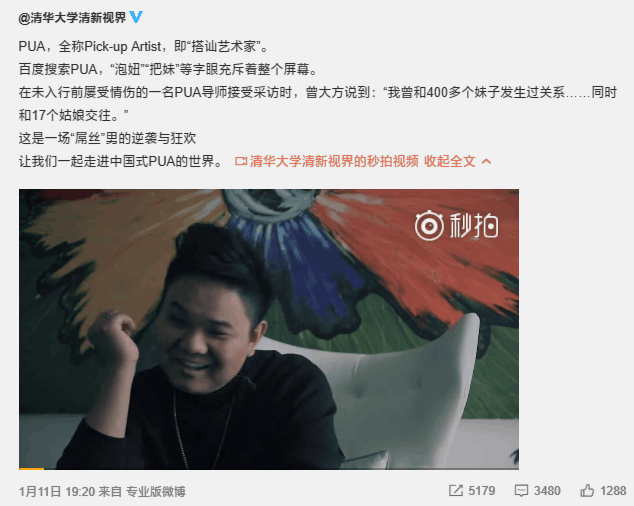 @清华大学清新视界
PUA，全称Pick-up Artist，即“搭讪艺术家”。
百度搜索PUA，“泡妞”“把妹”等字眼充斥着整个屏幕。
在未入行前屡受情伤的一名PUA导师接受采访时，曾大方说到：“我曾和400多个妹子发生过关系……同时
和17个姑娘交往。”
这是一场“屌丝”男的逆袭与狂欢
让我们一起走进中国式PUA的世界。 清华大学清新视界的秒拍视频 收起全文
秒拍
1月11日 19:20 来自 专业版微博
5179 3480 1288